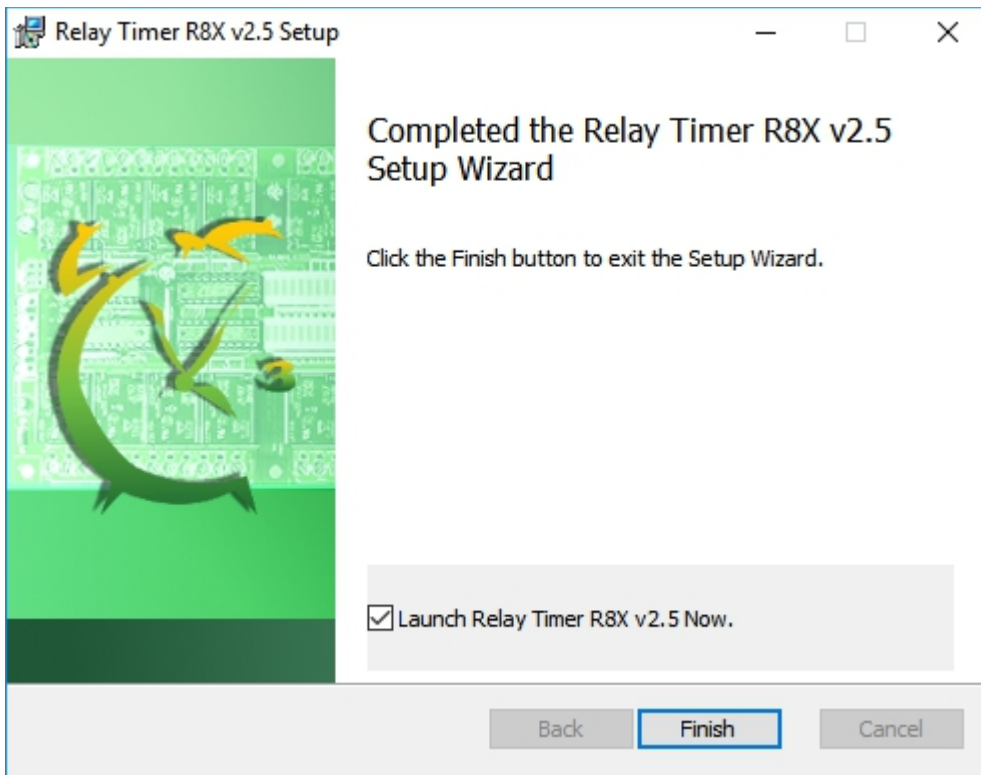 Relay Timer R8X v2.5 Setup
Completed the Relay Timer R8X v2.5
Setup Wizard
Click the Finish button to exit the Setup Wizard.
3
Launch Relay Timer R8X v2.5 Now.
Back Finish Cancel